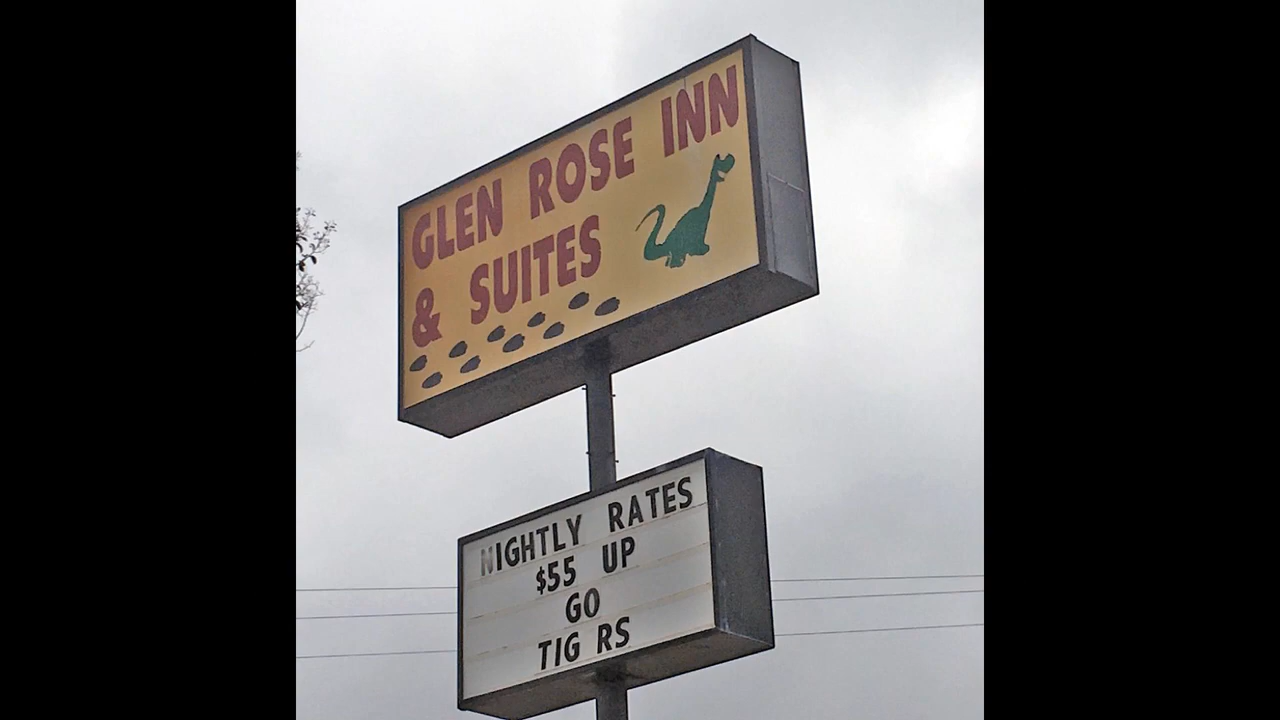 GLEN ROSE INN
& SUITES
NIGHTLY RATES
$55 UP
GO
TIG RS